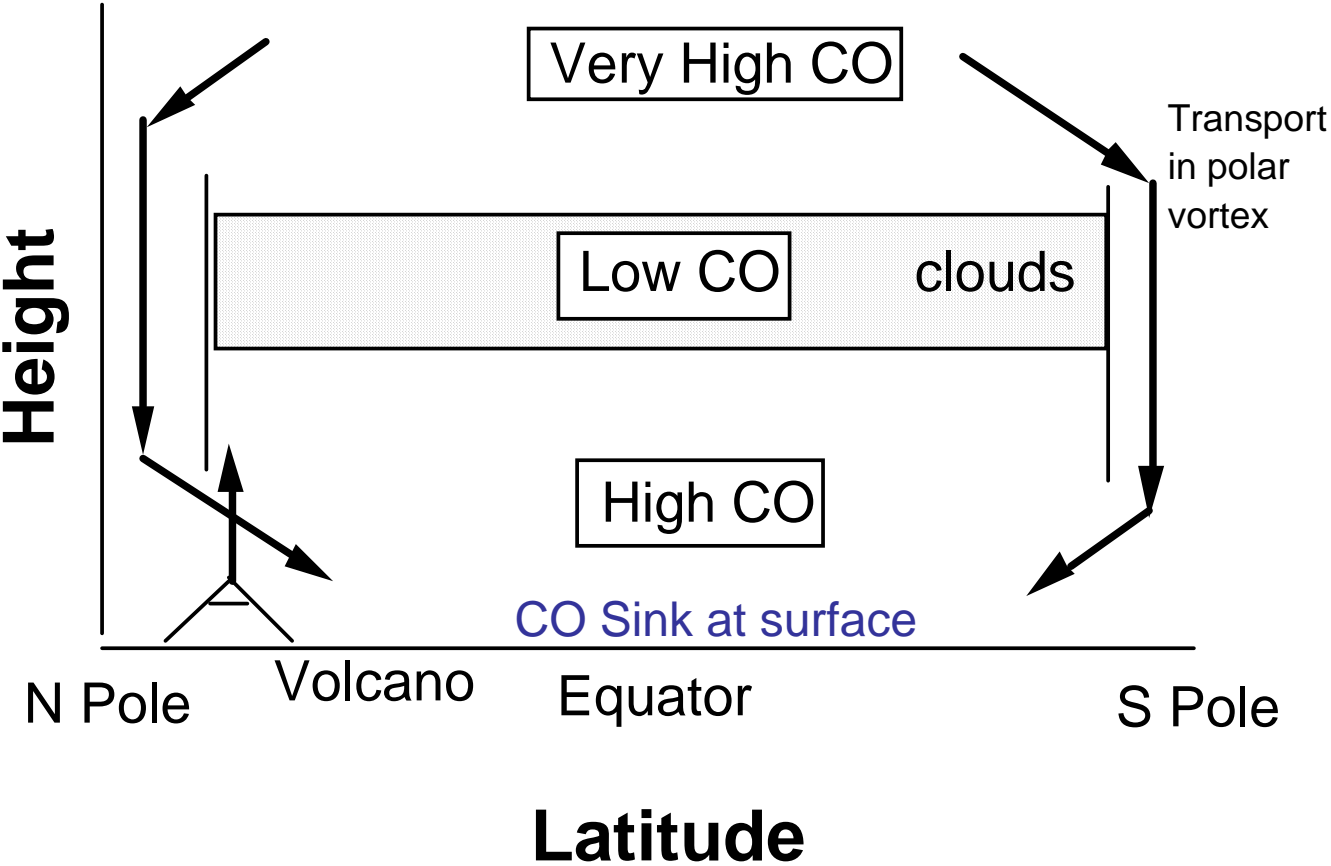 Very High CO
Transport
in polar
vortex
Height
Low CO
clouds
High CO
CO Sink at surface
N Pole
Volcano
Equator
S Pole
Latitude